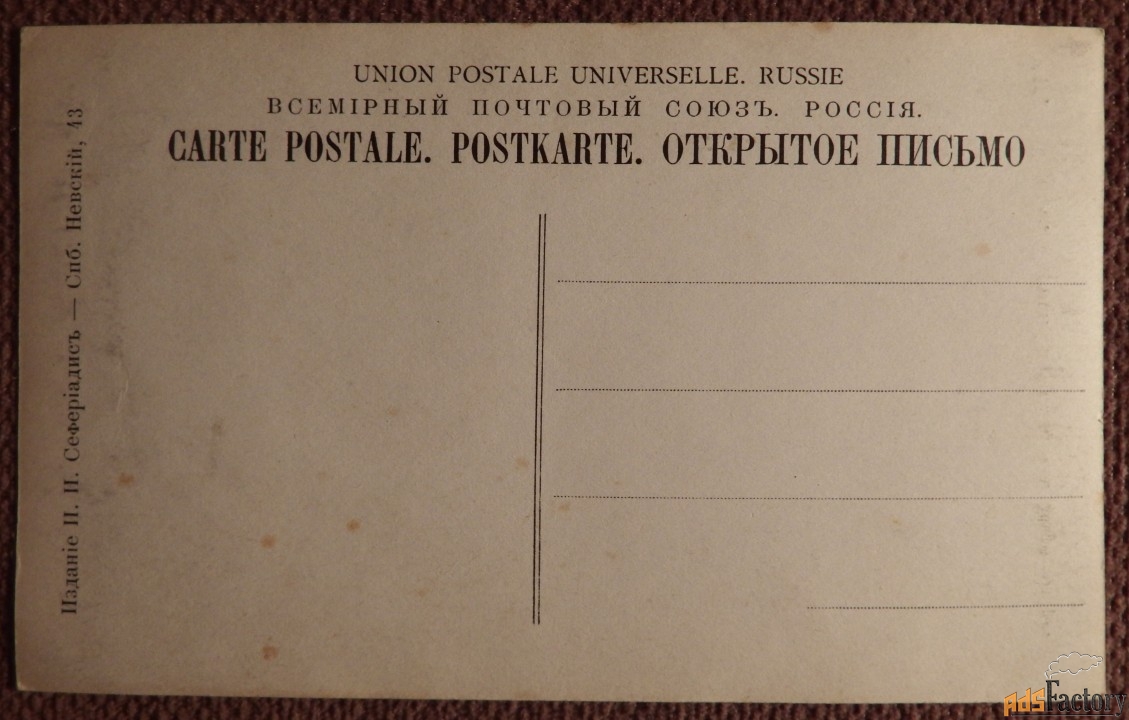 UNION POSTALE UNIVERSELLE. RUSSIE
ВСЕМІРНЫЙ ПОЧТОВЫЙ СОЮЗЪ. РОССІЯ.
CARTE POSTALE. POSTKARTE. ОТКРЫТОЕ ПИСЬМО
Изданіе И. И. Сеферіадисъ — Спб. Невскій, 43
AdsFactory